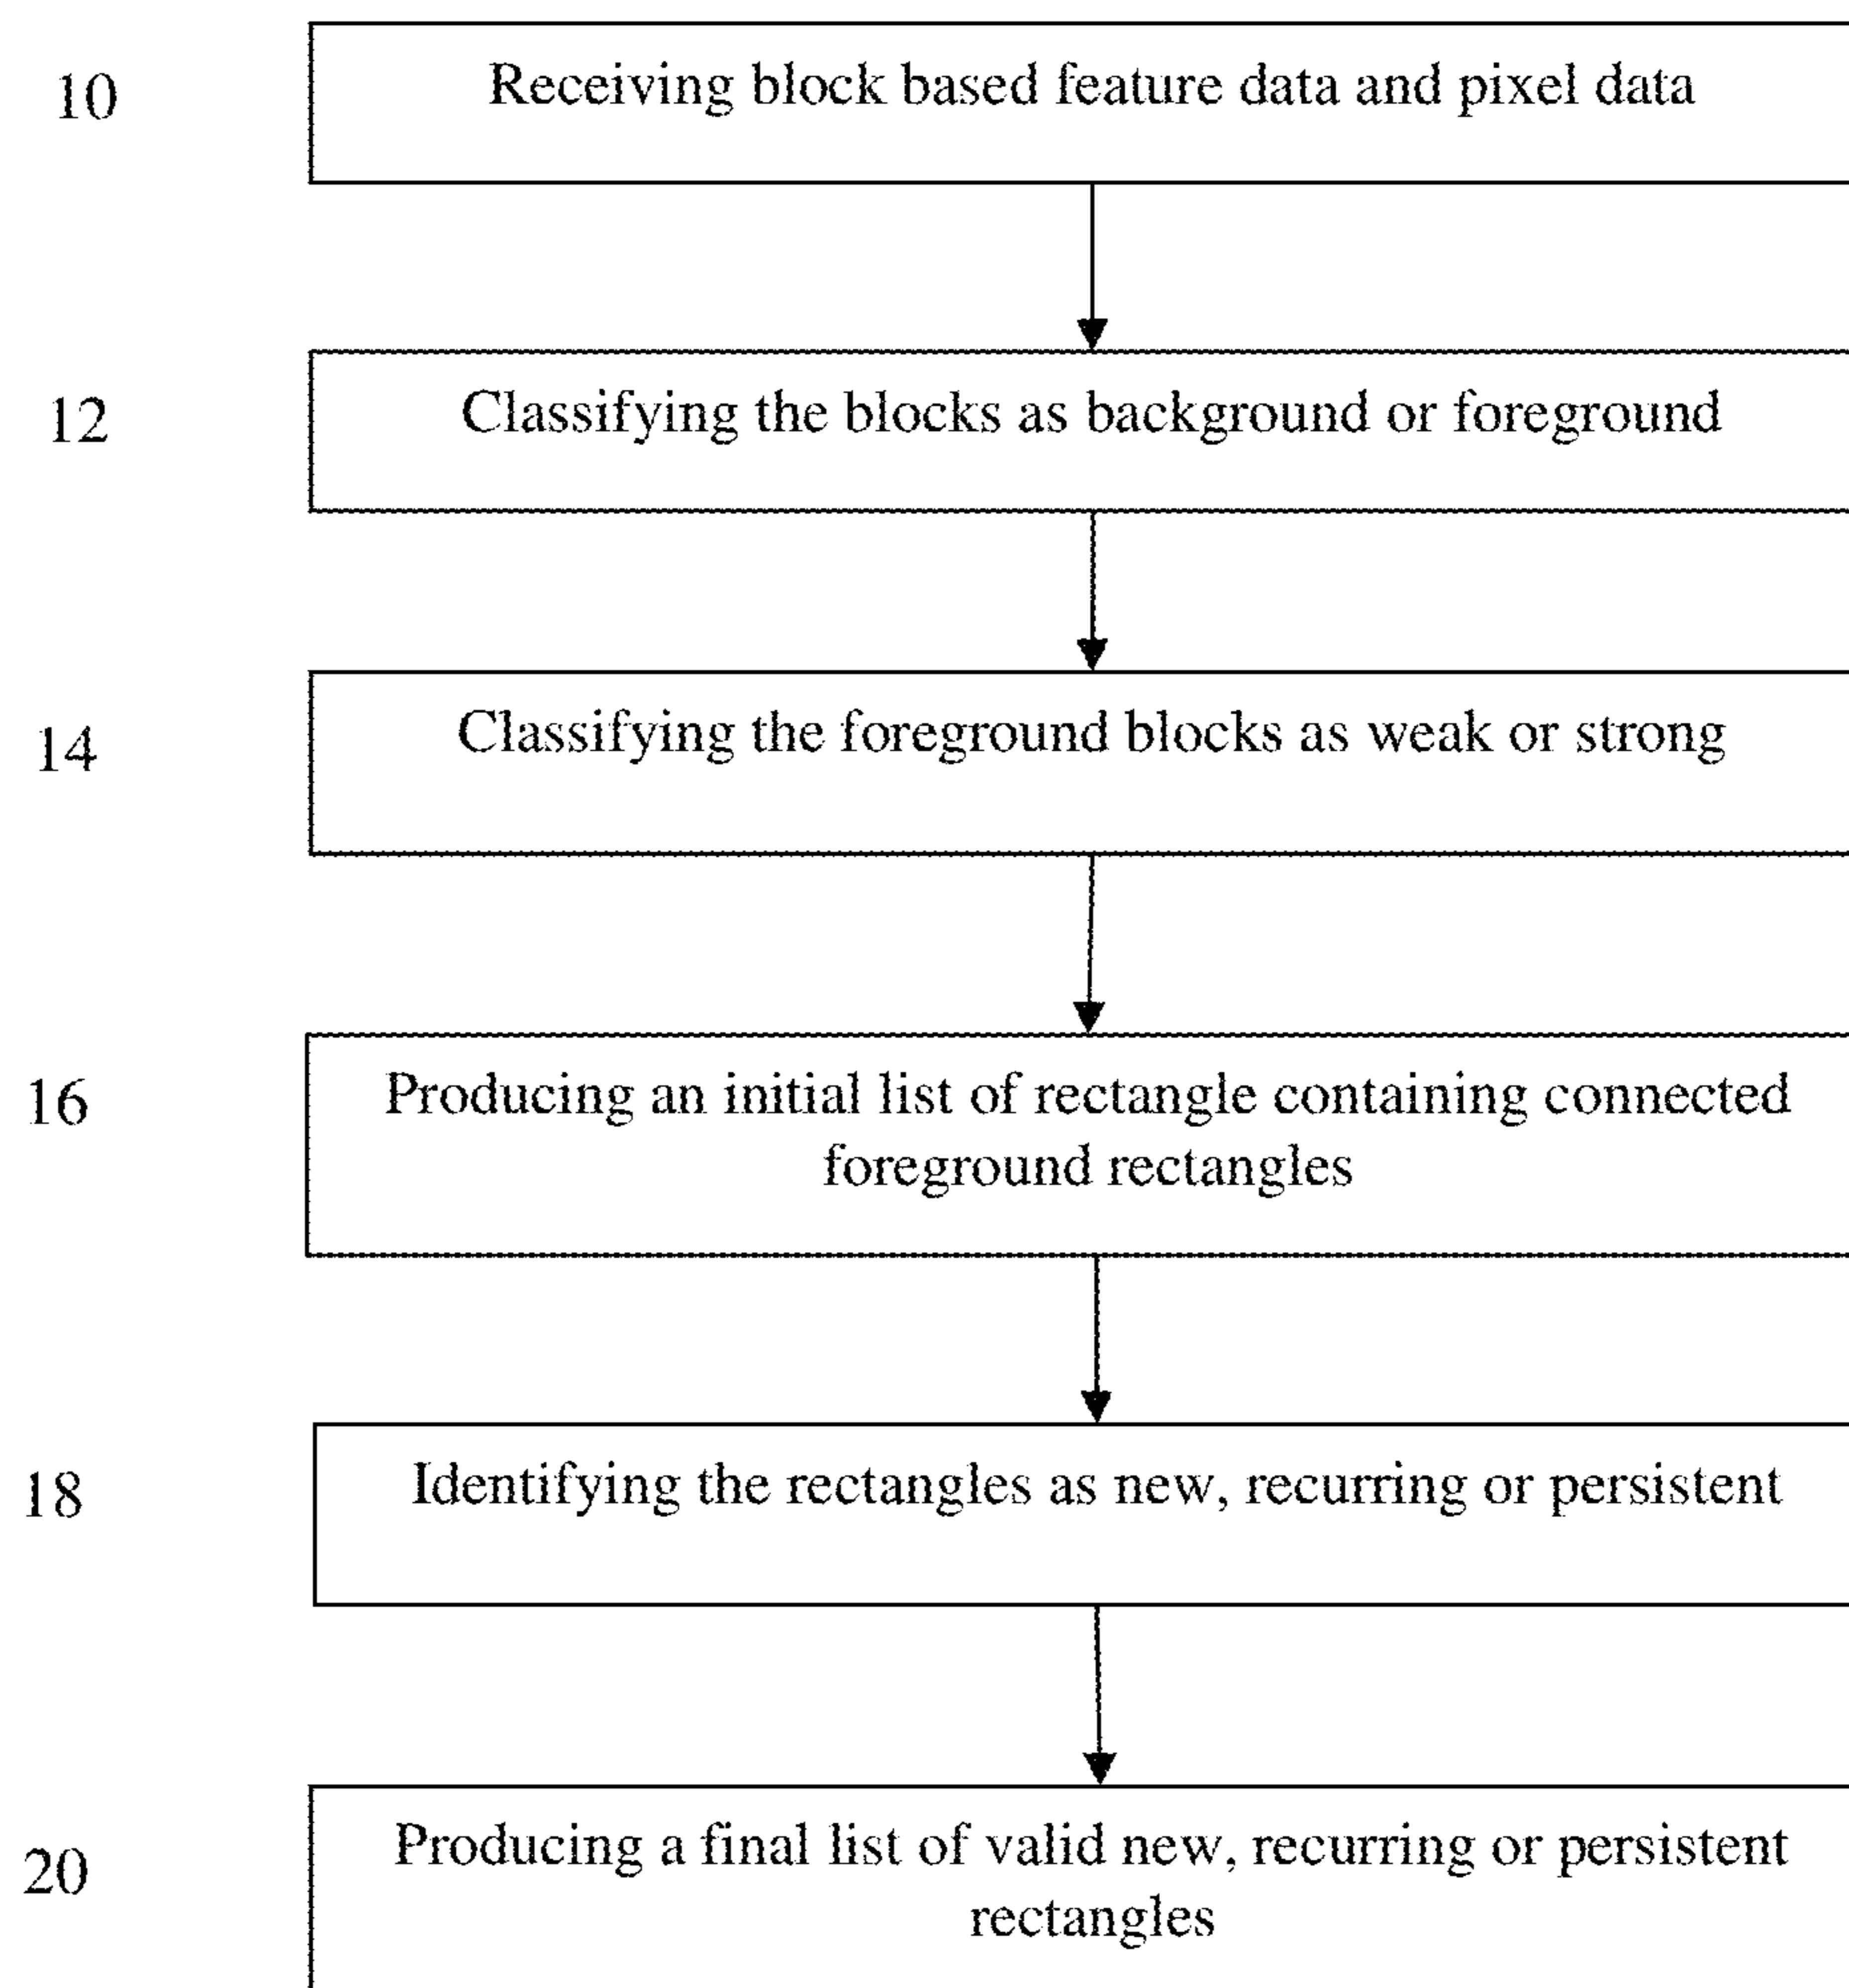 10
Receiving block based feature data and pixel data
12
Classifying the blocks as background or foreground
14
Classifying the foreground blocks as weak or strong
16
Producing an initial list of rectangle containing connected
foreground rectangles
18
Identifying the rectangles as new, recurring or persistent
20
Producing a final list of valid new, recurring or persistent
rectangles